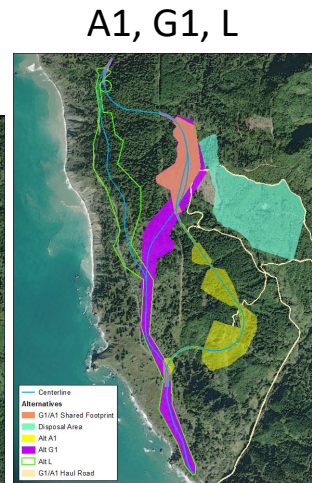 A1, G1, L
Centerline
Alternatives
G1/A1 Shared Footprint
Disposal Area
Alt A1
Alt G1
Alt L
G1/A1 Haul Road